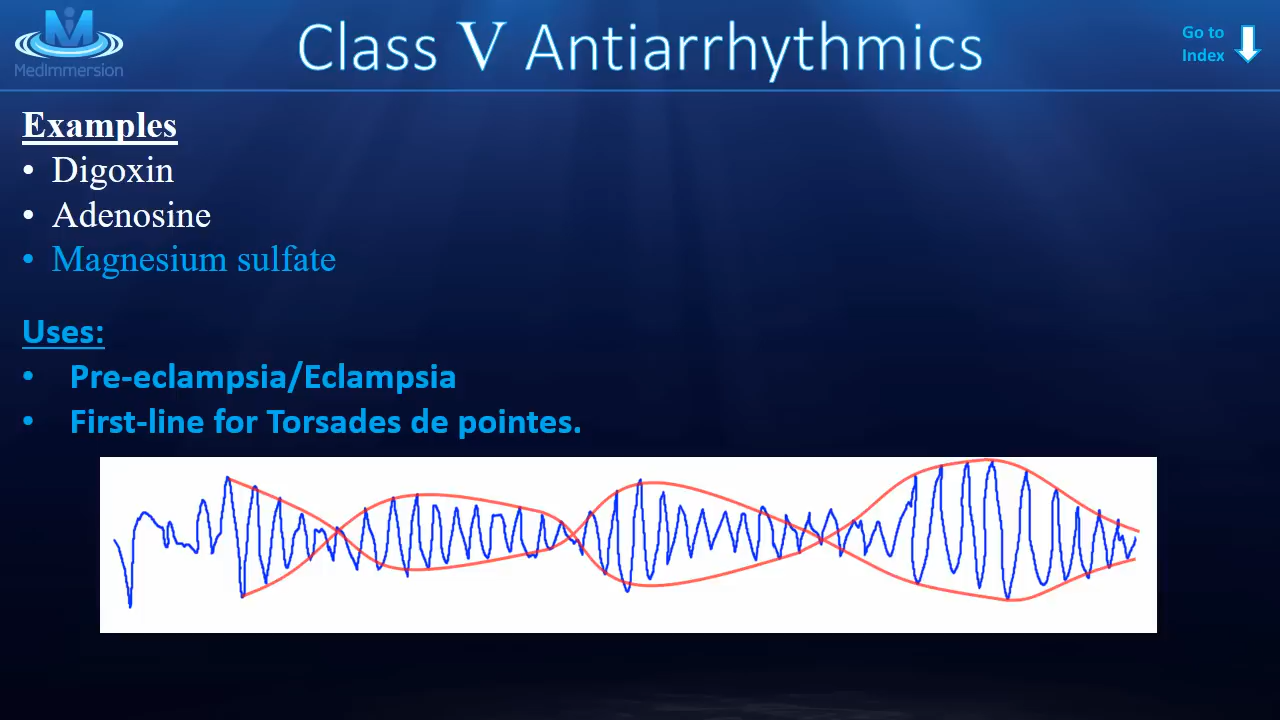 MedImmersion
Class V Antiarrhythmics
Go to
Index
Examples
• Digoxin
• Adenosine
• Magnesium sulfate
Uses:
• Pre-eclampsia/Eclampsia
• First-line for Torsades de pointes.